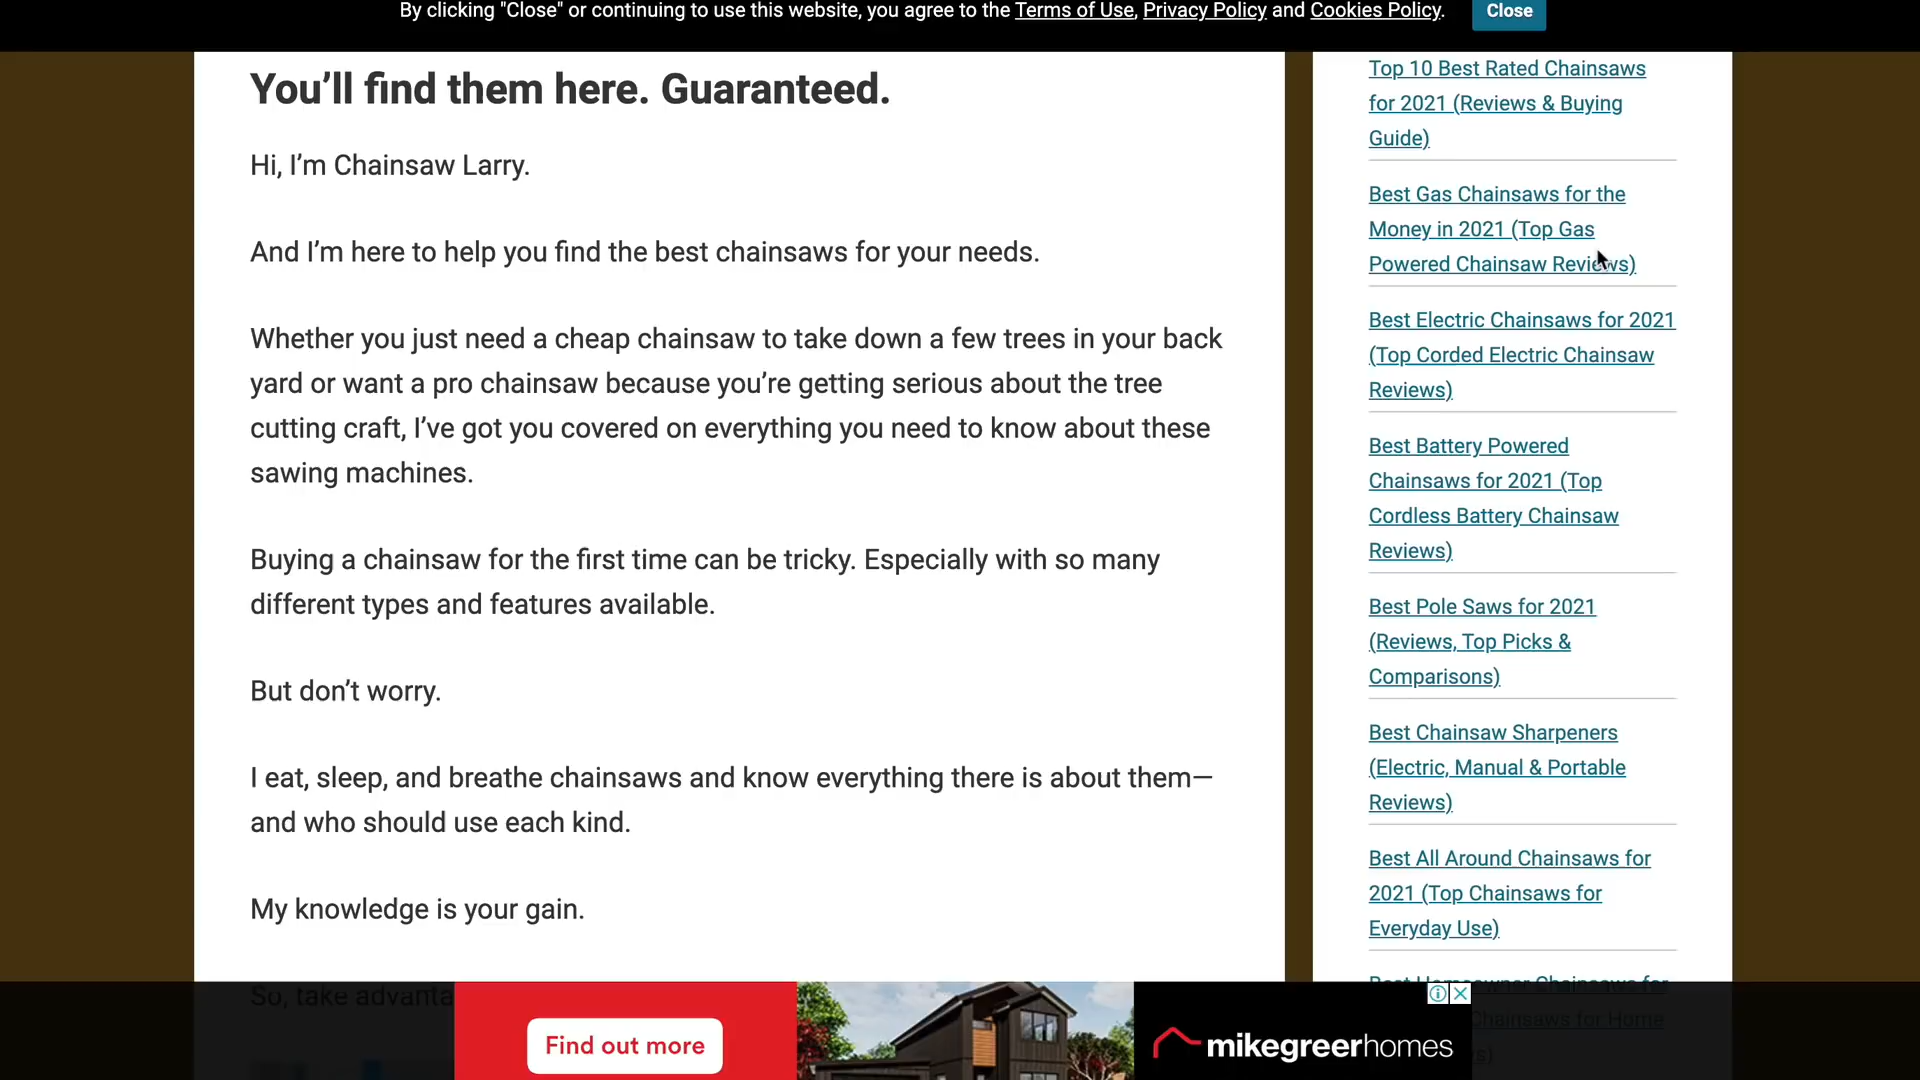 By clicking "Close" or continuing to use this website, you agree to the Terms of Use, Privacy Policy and Cookies Policy.
Close
You’ll find them here. Guaranteed.
Hi, I’m Chainsaw Larry.
And I’m here to help you find the best chainsaws for your needs.
Whether you just need a cheap chainsaw to take down a few trees in your back
yard or want a pro chainsaw because you’re getting serious about the tree
cutting craft, I’ve got you covered on everything you need to know about these
sawing machines.
Buying a chainsaw for the first time can be tricky. Especially with so many
different types and features available.
But don’t worry.
I eat, sleep, and breathe chainsaws and know everything there is about them—
and who should use each kind.
My knowledge is your gain.
So, take
Top 10 Best Rated Chainsaws
for 2021 (Reviews & Buying
Guide)
Best Gas Chainsaws for the
Money in 2021 (Top Gas
Powered Chainsaw Reviews)
Best Electric Chainsaws for 2021
(Top Corded Electric Chainsaw
Reviews)
Best Battery Powered
Chainsaws for 2021 (Top
Cordless Battery Chainsaw
Reviews)
Best Pole Saws for 2021
(Reviews, Top Picks &
Comparisons)
Best Chainsaw Sharpeners
(Electric, Manual & Portable
Reviews)
Best All Around Chainsaws for
2021 (Top Chainsaws for
Everyday Use)
Best Homeowner Chainsaws for
Chainsaws for Home
Find out more
mikegreerhomes